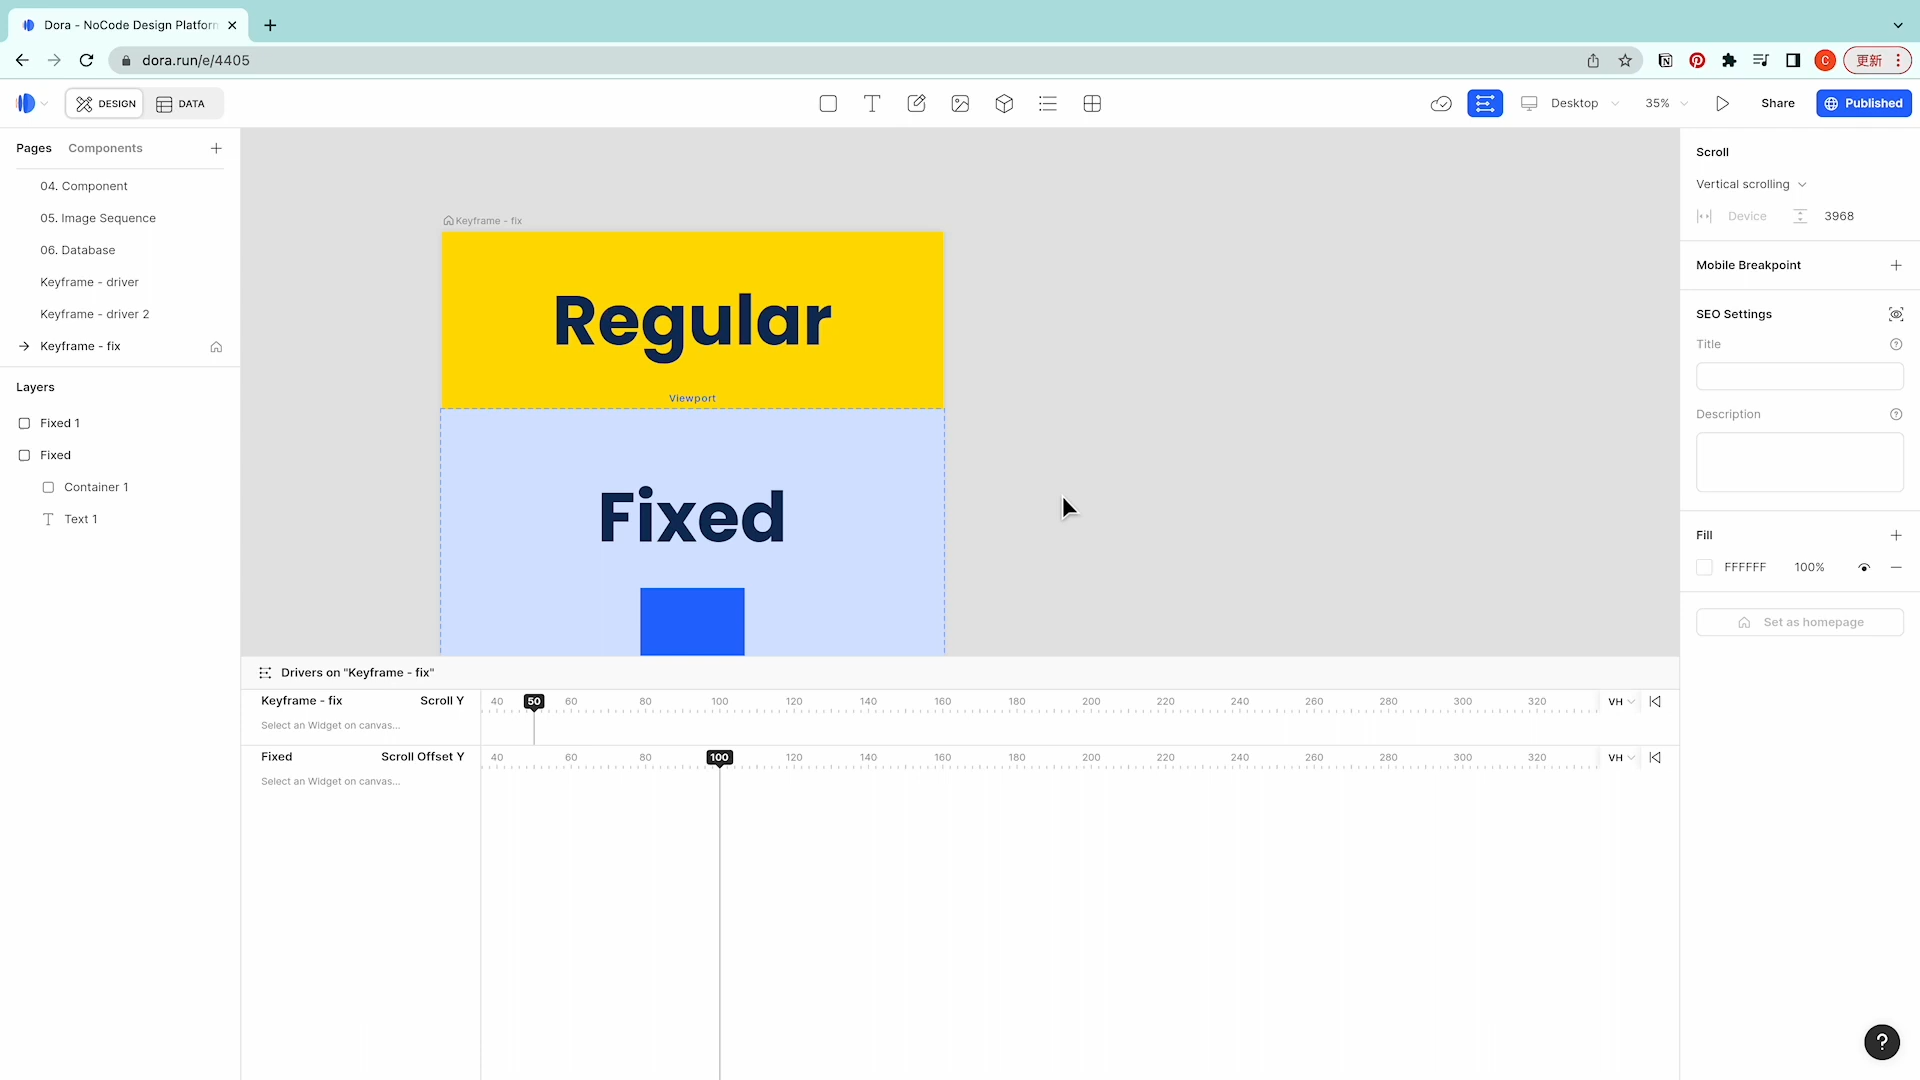 Dora - NoCode Design Platforn
dora.run/e/4405
C
更新
DESIGN
DATA
Desktop
35%
Share
Published
Pages
Components
04. Component
05. Image Sequence
06. Database
Keyframe - driver
Keyframe - driver 2
Keyframe - fix
Layers
Fixed 1
Fixed
Container 1
Text 1
Keyframe - fix
Regular
Viewport
Fixed
Scroll
Vertical scrolling
Device
3968
Mobile Breakpoint
SEO Settings
Title
Description
Fill
FFFFFF 100%
Set as homepage
Drivers on "Keyframe - fix"
Keyframe - fix Scroll Y 40 50 60 80 100 120 140 160 180 200 220 240 260 280 300 320 VH
Select an Widget on canvas...
Fixed Scroll Offset Y 40 60 80 100 120 140 160 180 200 220 240 260 280 300 320 VH
Select an Widget on canvas...
?